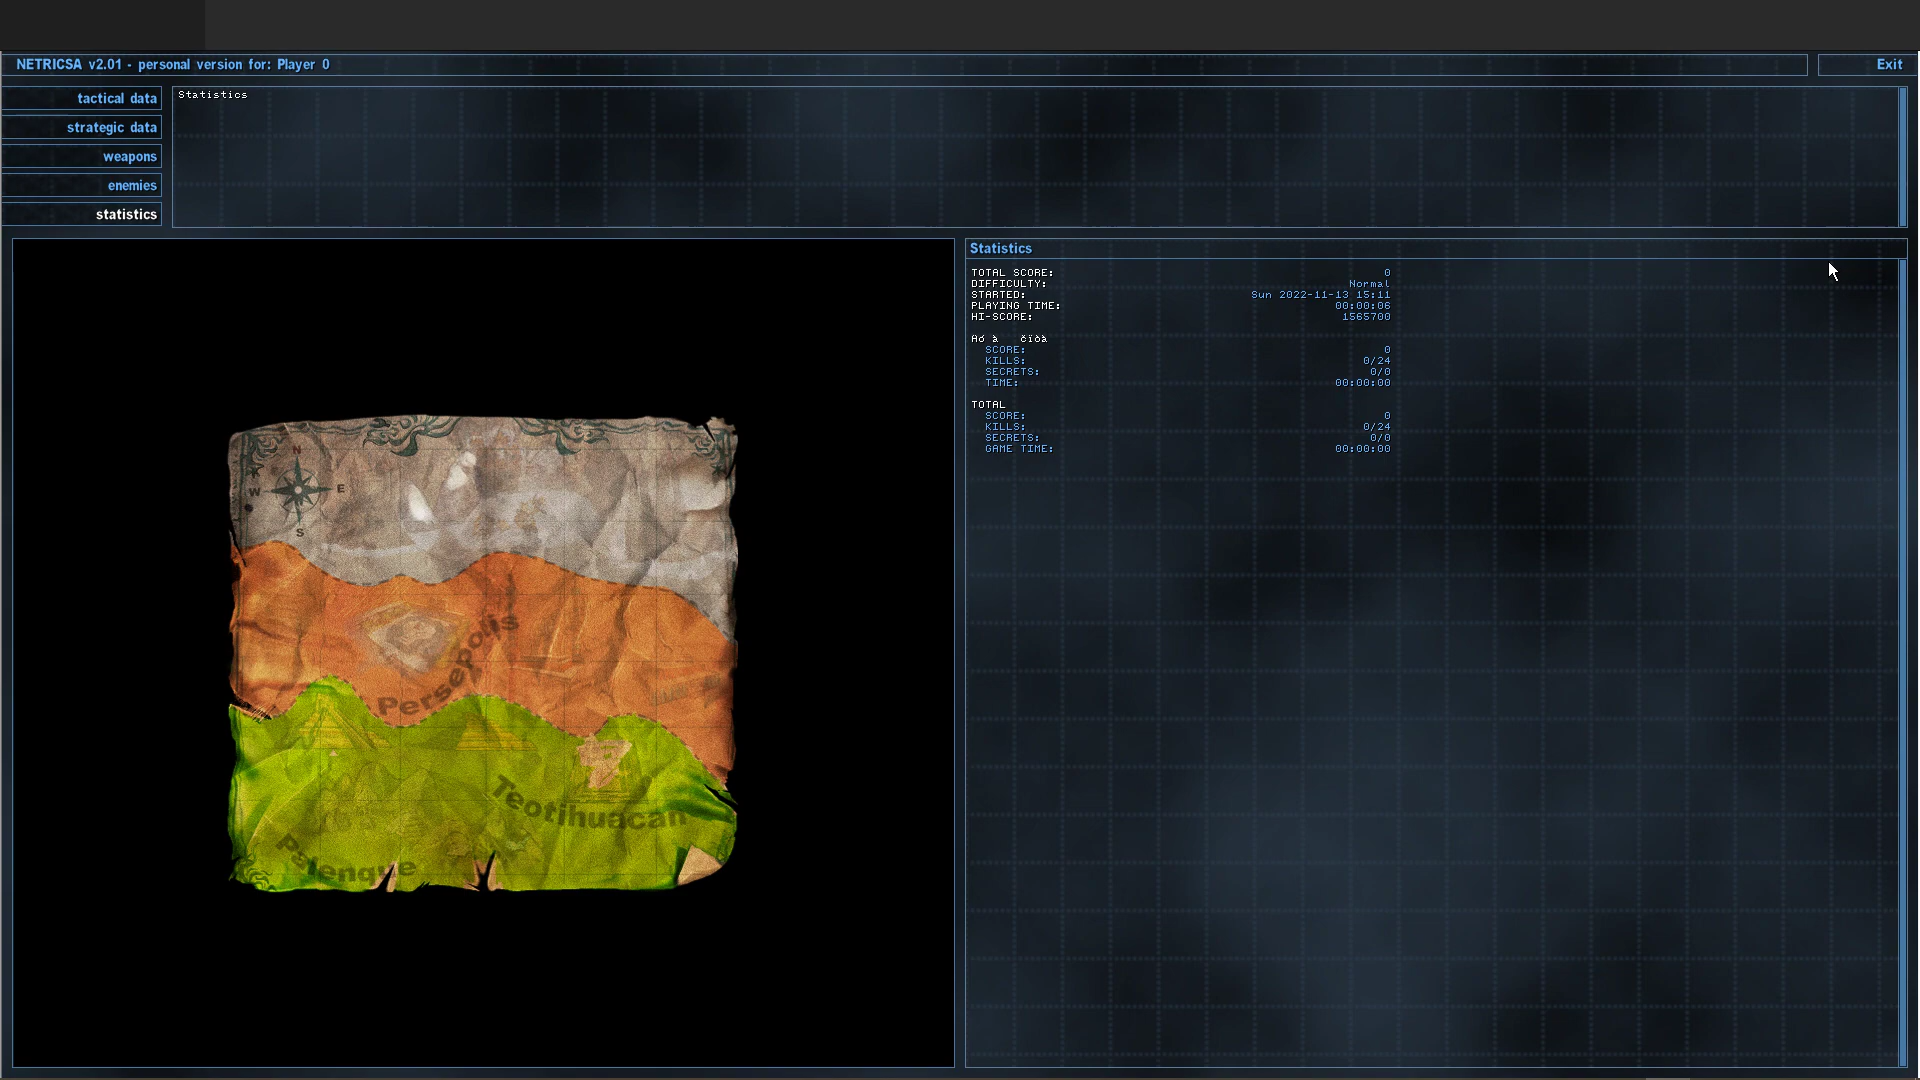 NETRICSA v2.01 - personal version for: Player 0
Exit
tactical data
strategic data
weapons
enemies
statistics
Statistics
Statistics
TOTAL SCORE: 0
DIFFICULTY: Normal
STARTED: Sun 2022-11-13 15:11
PLAYING TIME: 00:00:06
HI-SCORE: 1565700
SCORE: 0
KILLS: 0/24
SECRETS: 0/0
TIME: 00:00:00
TOTAL
SCORE: 0
KILLS: 0/24
SECRETS: 0/0
GAME TIME: 00:00:00
N
W E
S
Persepolis
Teotihuacan
Palenque